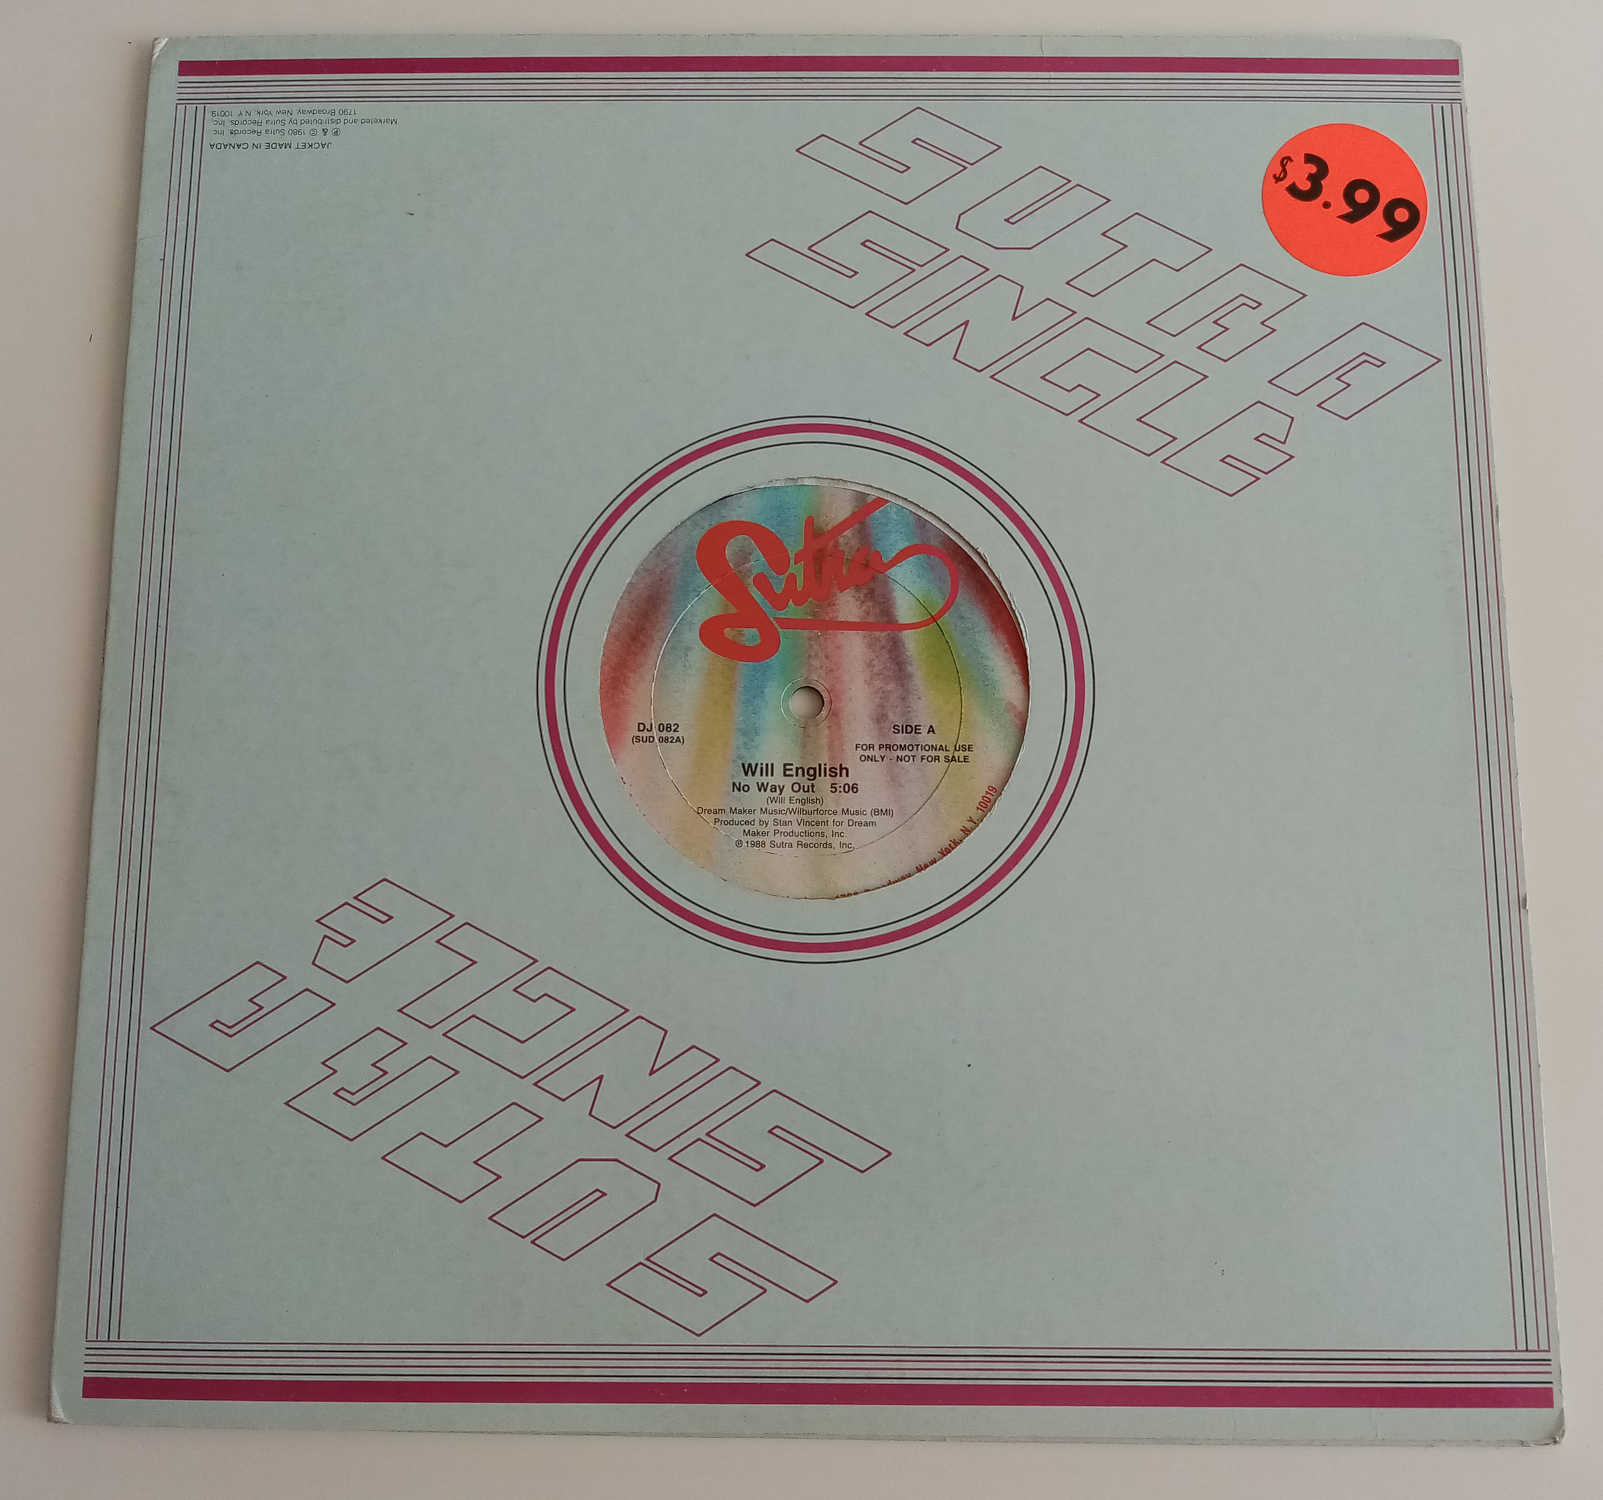 JACKET MADE IN CANADA
℗ & © 1980 Sutra Records, Inc.
Marketed and distributed by Sutra Records, Inc.,
1790 Broadway, New York, N.Y. 10019.
SUTRA
SINGLE
$3.99
Sutra
DJ 082
(SUD 082A)
SIDE A
FOR PROMOTIONAL USE
ONLY - NOT FOR SALE
Will English
No Way Out 5:06
(Will English)
Dream Maker Music/Wilburforce Music (BMI)
Produced by Stan Vincent for Dream
Maker Productions, Inc.
℗ 1988 Sutra Records, Inc.
New York, N.Y. 10019
SUTRA
SINGLE